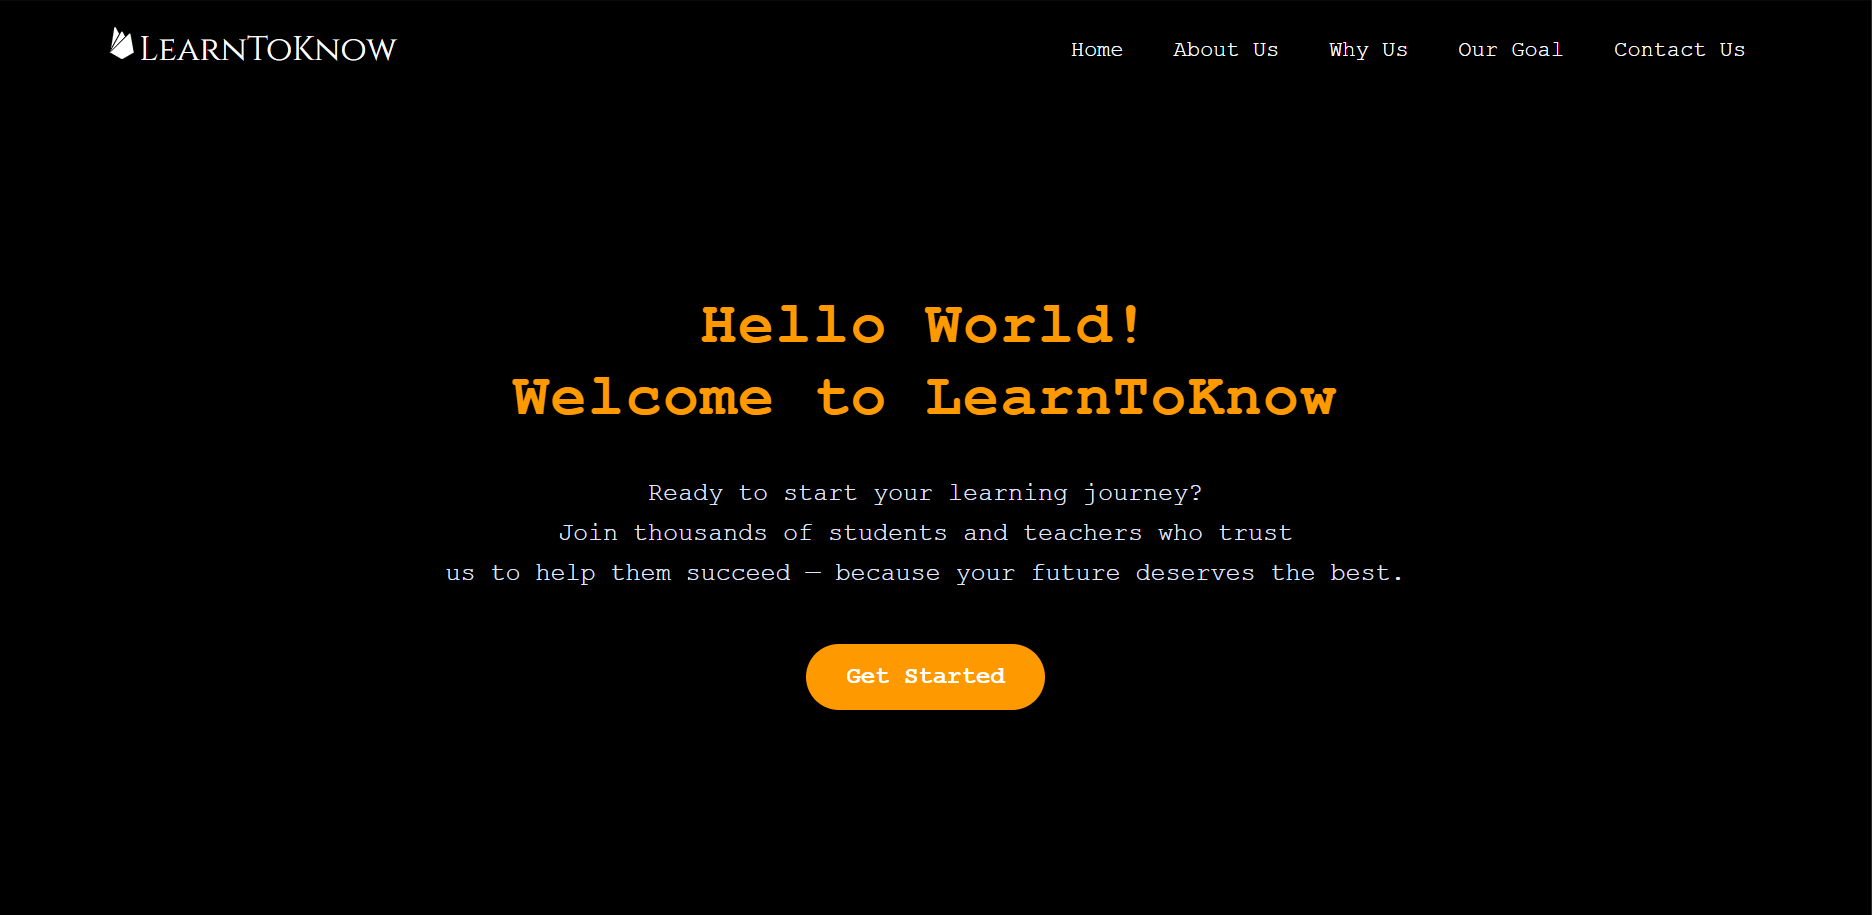 LearnToKnow
Home About Us Why Us Our Goal Contact Us
Hello World!
Welcome to LearnToKnow
Ready to start your learning journey?
Join thousands of students and teachers who trust
us to help them succeed — because your future deserves the best.
Get Started